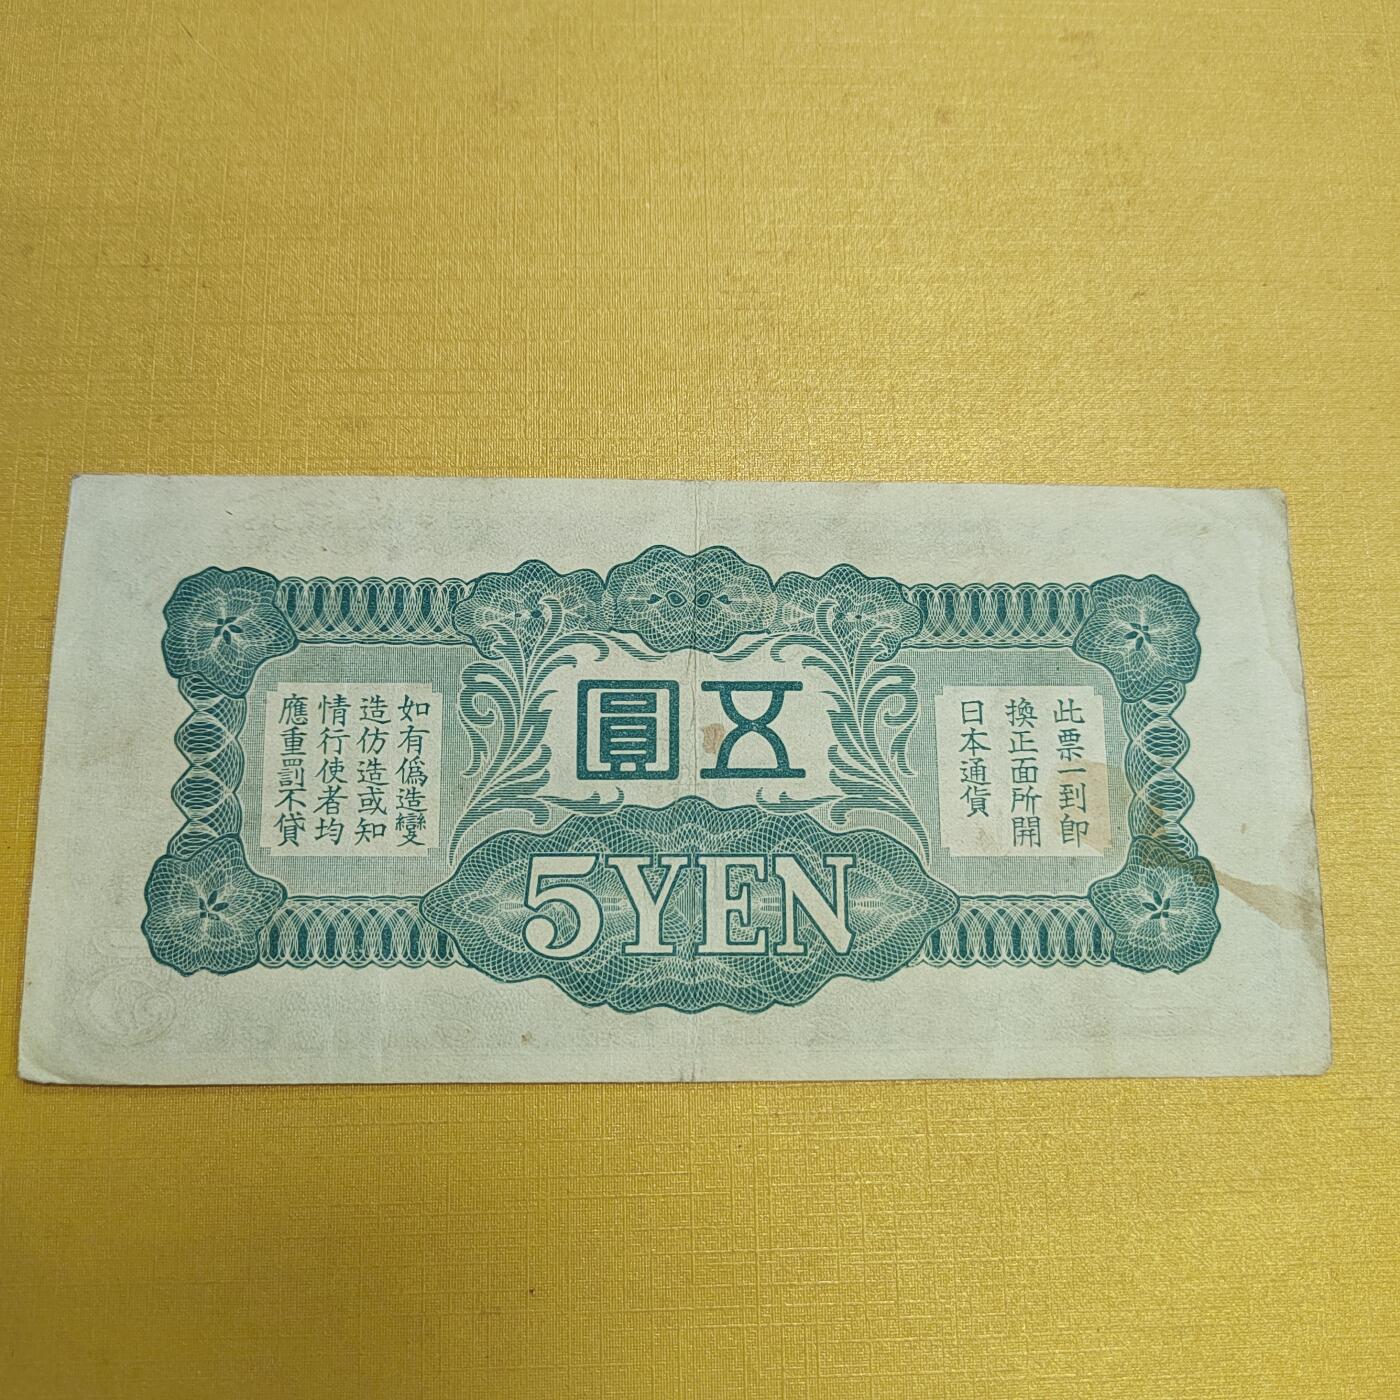 五圓
此票一到卽
換正面所開
日本通貨
如有僞造變
造仿造或知
情行使者均
應重罰不貸
5YEN